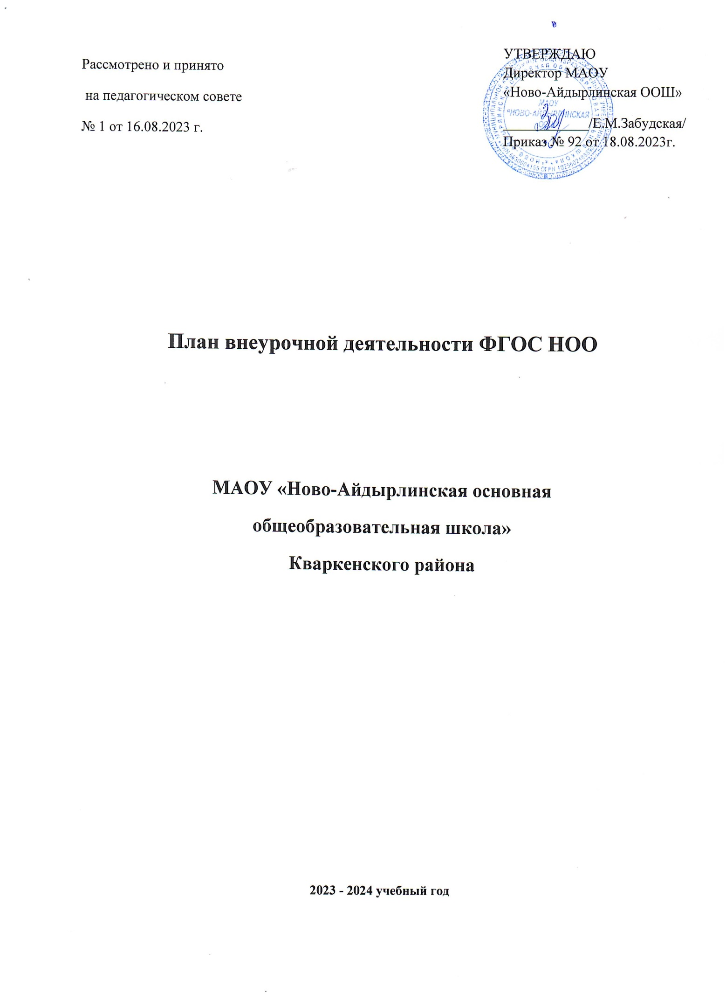 Рассмотрено и принято
на педагогическом совете
№ 1 от 16.08.2023 г.
УТВЕРЖДАЮ
Директор МАОУ
«Ново-Айдырлинская ООШ»
/Е.М.Забудская/
Приказ № 92 от 18.08.2023г.
МАОУ
"НОВО-АЙДЫРЛИНСКАЯ
План внеурочной деятельности ФГОС НОО
МАОУ «Ново-Айдырлинская основная
общеобразовательная школа»
Кваркенского района
2023 - 2024 учебный год